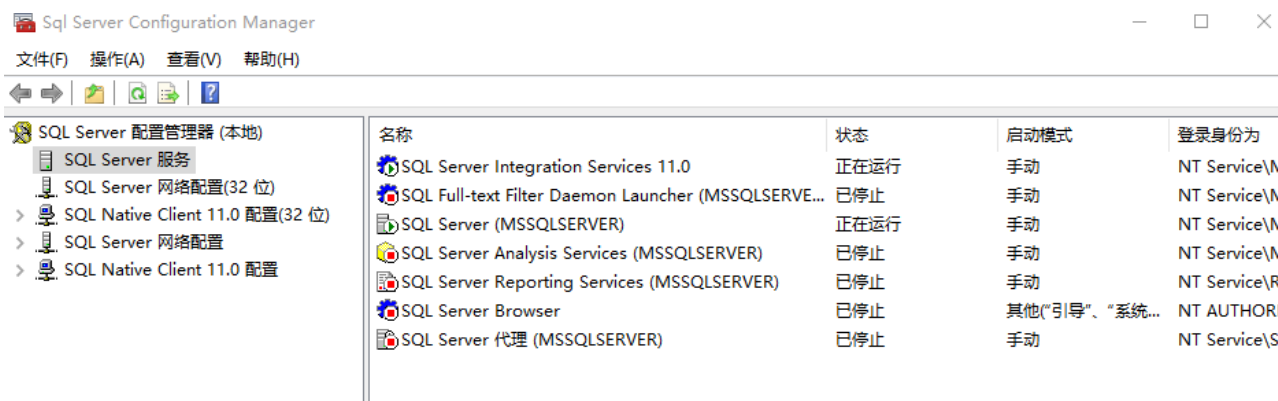 Sql Server Configuration Manager
文件(F) 操作(A) 查看(V) 帮助(H)
SQL Server 配置管理器 (本地)
SQL Server 服务
SQL Server 网络配置(32 位)
SQL Native Client 11.0 配置(32 位)
SQL Server 网络配置
SQL Native Client 11.0 配置
名称 状态 启动模式 登录身份为
SQL Server Integration Services 11.0 正在运行 手动 NT Service\M
SQL Full-text Filter Daemon Launcher (MSSQLSERVE... 已停止 手动 NT Service\M
SQL Server (MSSQLSERVER) 正在运行 手动 NT Service\M
SQL Server Analysis Services (MSSQLSERVER) 已停止 手动 NT Service\M
SQL Server Reporting Services (MSSQLSERVER) 已停止 手动 NT Service\R
SQL Server Browser 已停止 其他("引导"、"系统... NT AUTHORI
SQL Server 代理 (MSSQLSERVER) 已停止 手动 NT Service\S